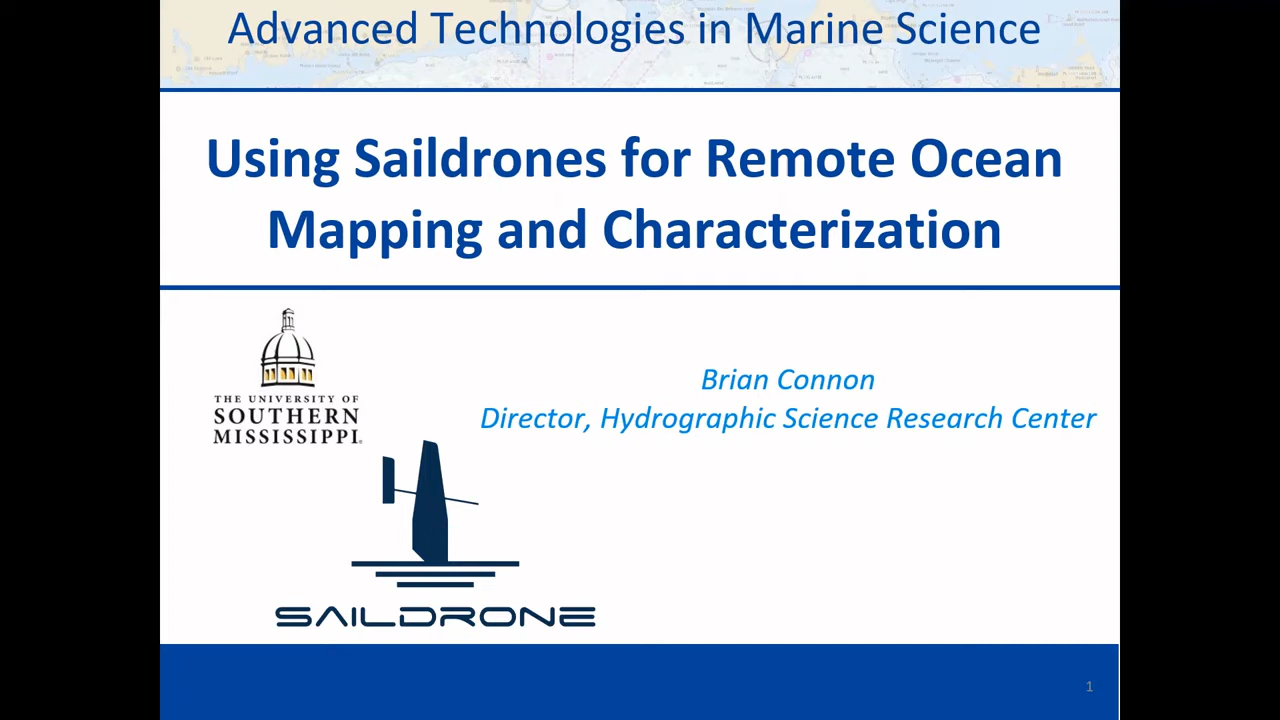 Advanced Technologies in Marine Science
Using Saildrones for Remote Ocean
Mapping and Characterization
THE UNIVERSITY OF
SOUTHERN
MISSISSIPPI
Brian Connon
Director, Hydrographic Science Research Center
SAILDRONE
1